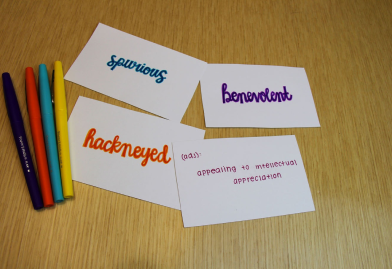 spurious
benevolent
hackneyed
(adj).
appealing to intellectual
appreciation